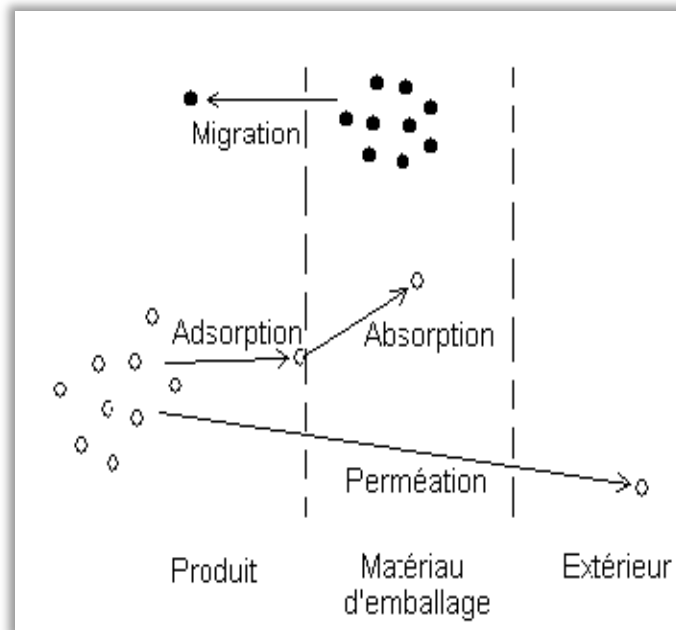 Migration
Adsorption
Absorption
Perméation
Produit
Matériau
d'emballage
Extérieur